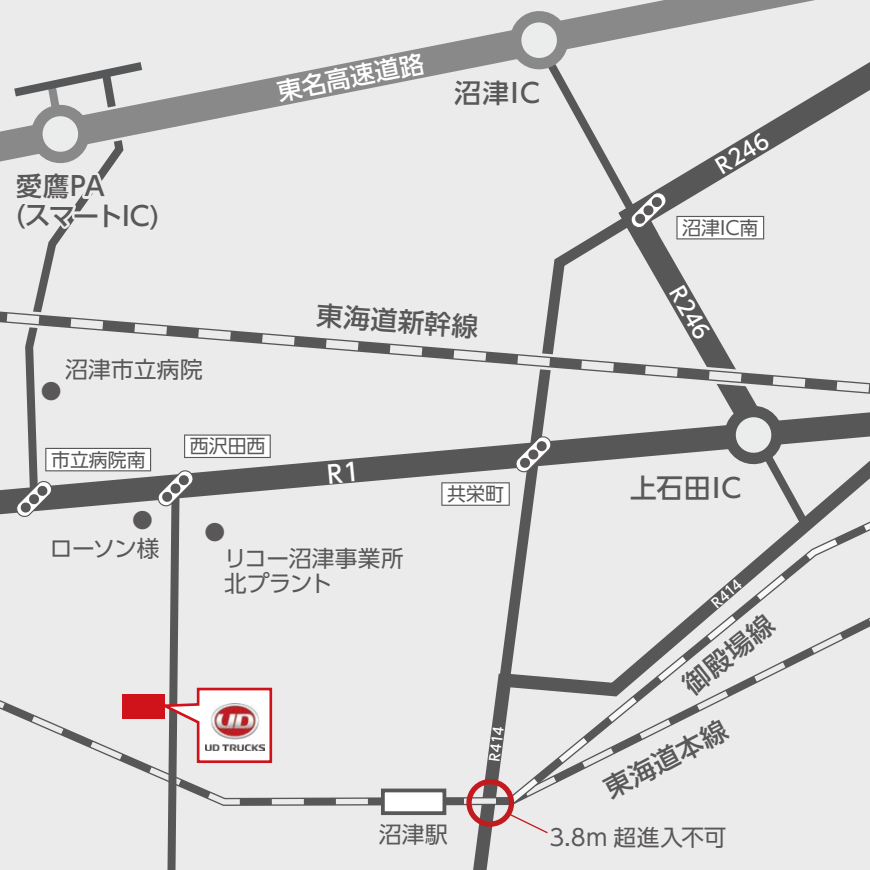 東名高速道路
沼津IC
R246
愛鷹PA
(スマートIC)
沼津IC南
R246
東海道新幹線
沼津市立病院
市立病院南
西沢田西
R1
共栄町
上石田IC
ローソン様
リコー沼津事業所
北プラント
R414
御殿場線
UD
UD TRUCKS
R414
東海道本線
沼津駅
3.8m 超進入不可